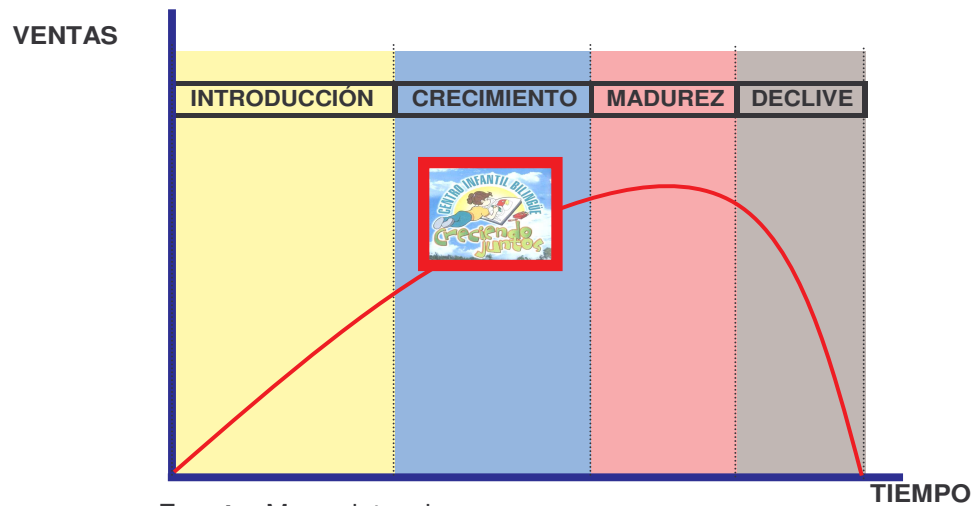 VENTAS
INTRODUCCIÓN CRECIMIENTO MADUREZ DECLIVE
CENTRO INFANTIL BILINGÜE
Creciendo
juntos
TIEMPO